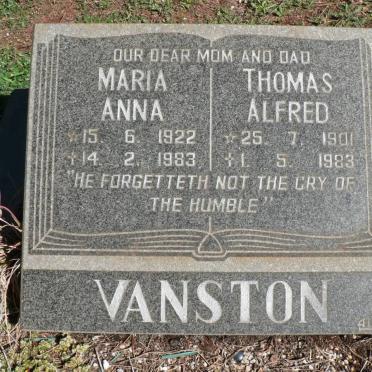 OUR DEAR MOM AND DAD
MARIA ANNA
☆15. 6. 1922
✝14. 2. 1983
THOMAS ALFRED
☆25. 7. 1901
✝1. 5. 1983
"HE FORGETTETH NOT THE CRY OF
THE HUMBLE"
VANSTON